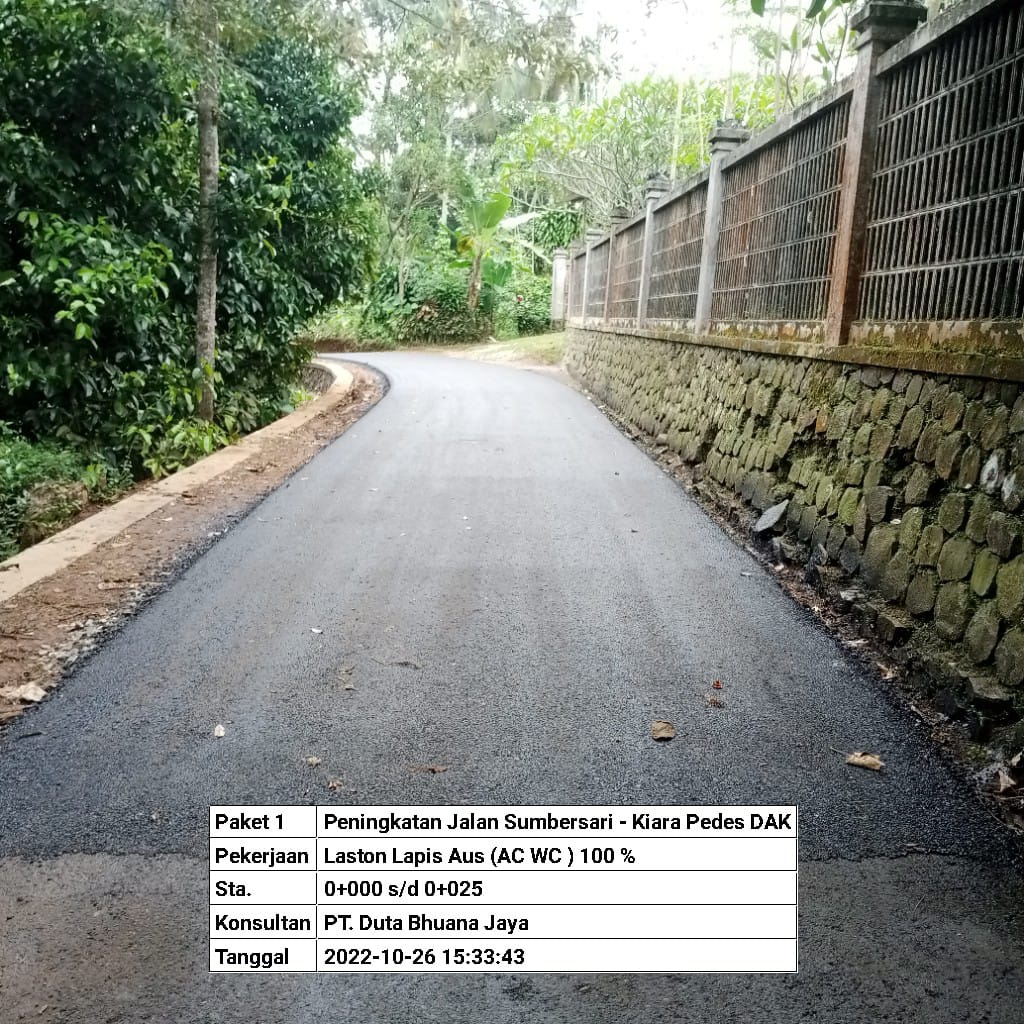 Paket 1 Peningkatan Jalan Sumbersari - Kiara Pedes DAK
Pekerjaan Laston Lapis Aus (AC WC ) 100 %
Sta. 0+000 s/d 0+025
Konsultan PT. Duta Bhuana Jaya
Tanggal 2022-10-26 15:33:43